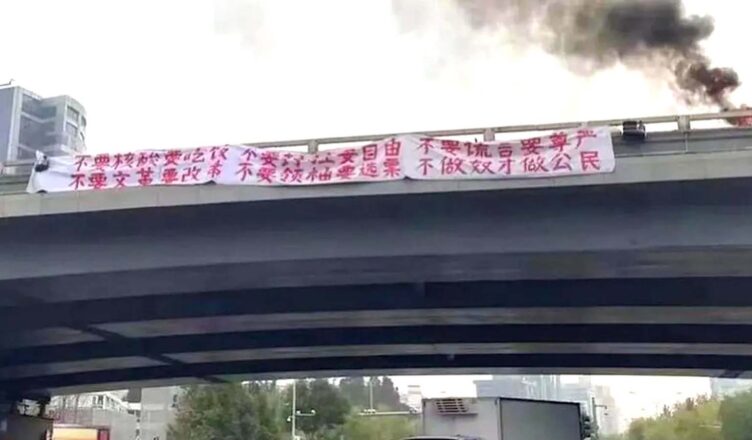 不要核酸要吃饭 不要封控要自由 不要谎言要尊严
不要文革要改革 不要领袖要选票 不做奴才做公民